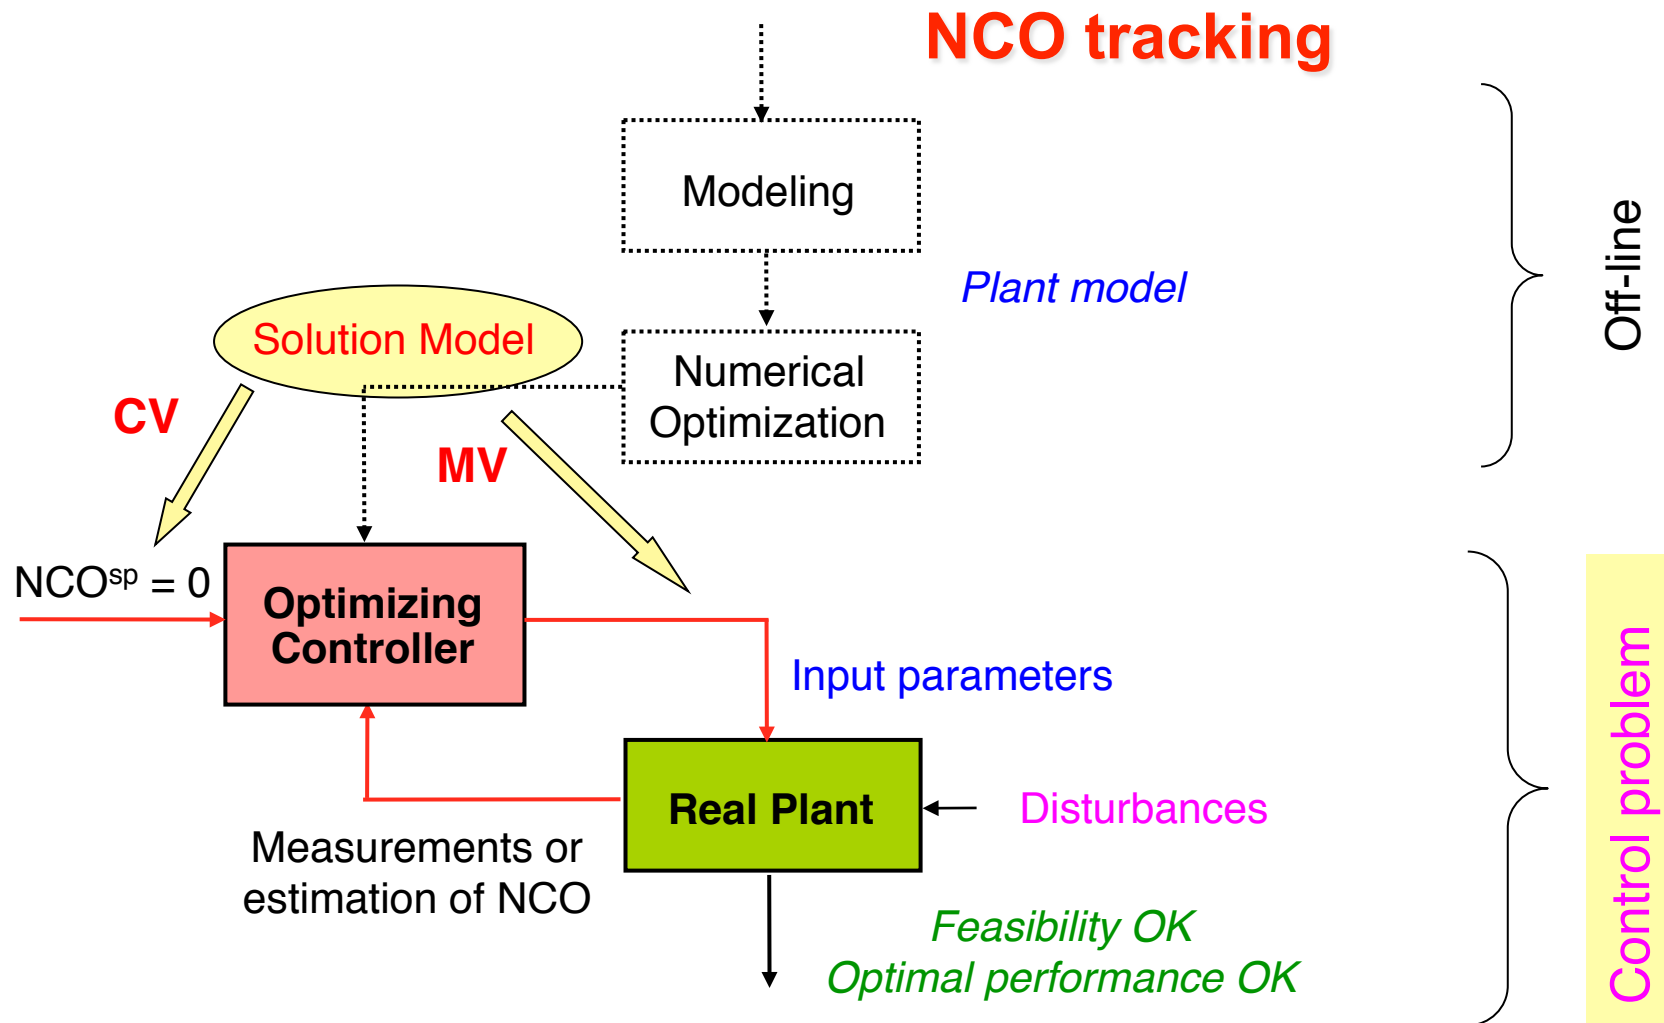 NCO tracking
Modeling
Plant model
Off-line
Solution Model
Numerical
Optimization
CV
MV
NCOˢᵖ = 0
Optimizing
Controller
Input parameters
Real Plant
Disturbances
Control problem
Measurements or
estimation of NCO
Feasibility OK
Optimal performance OK